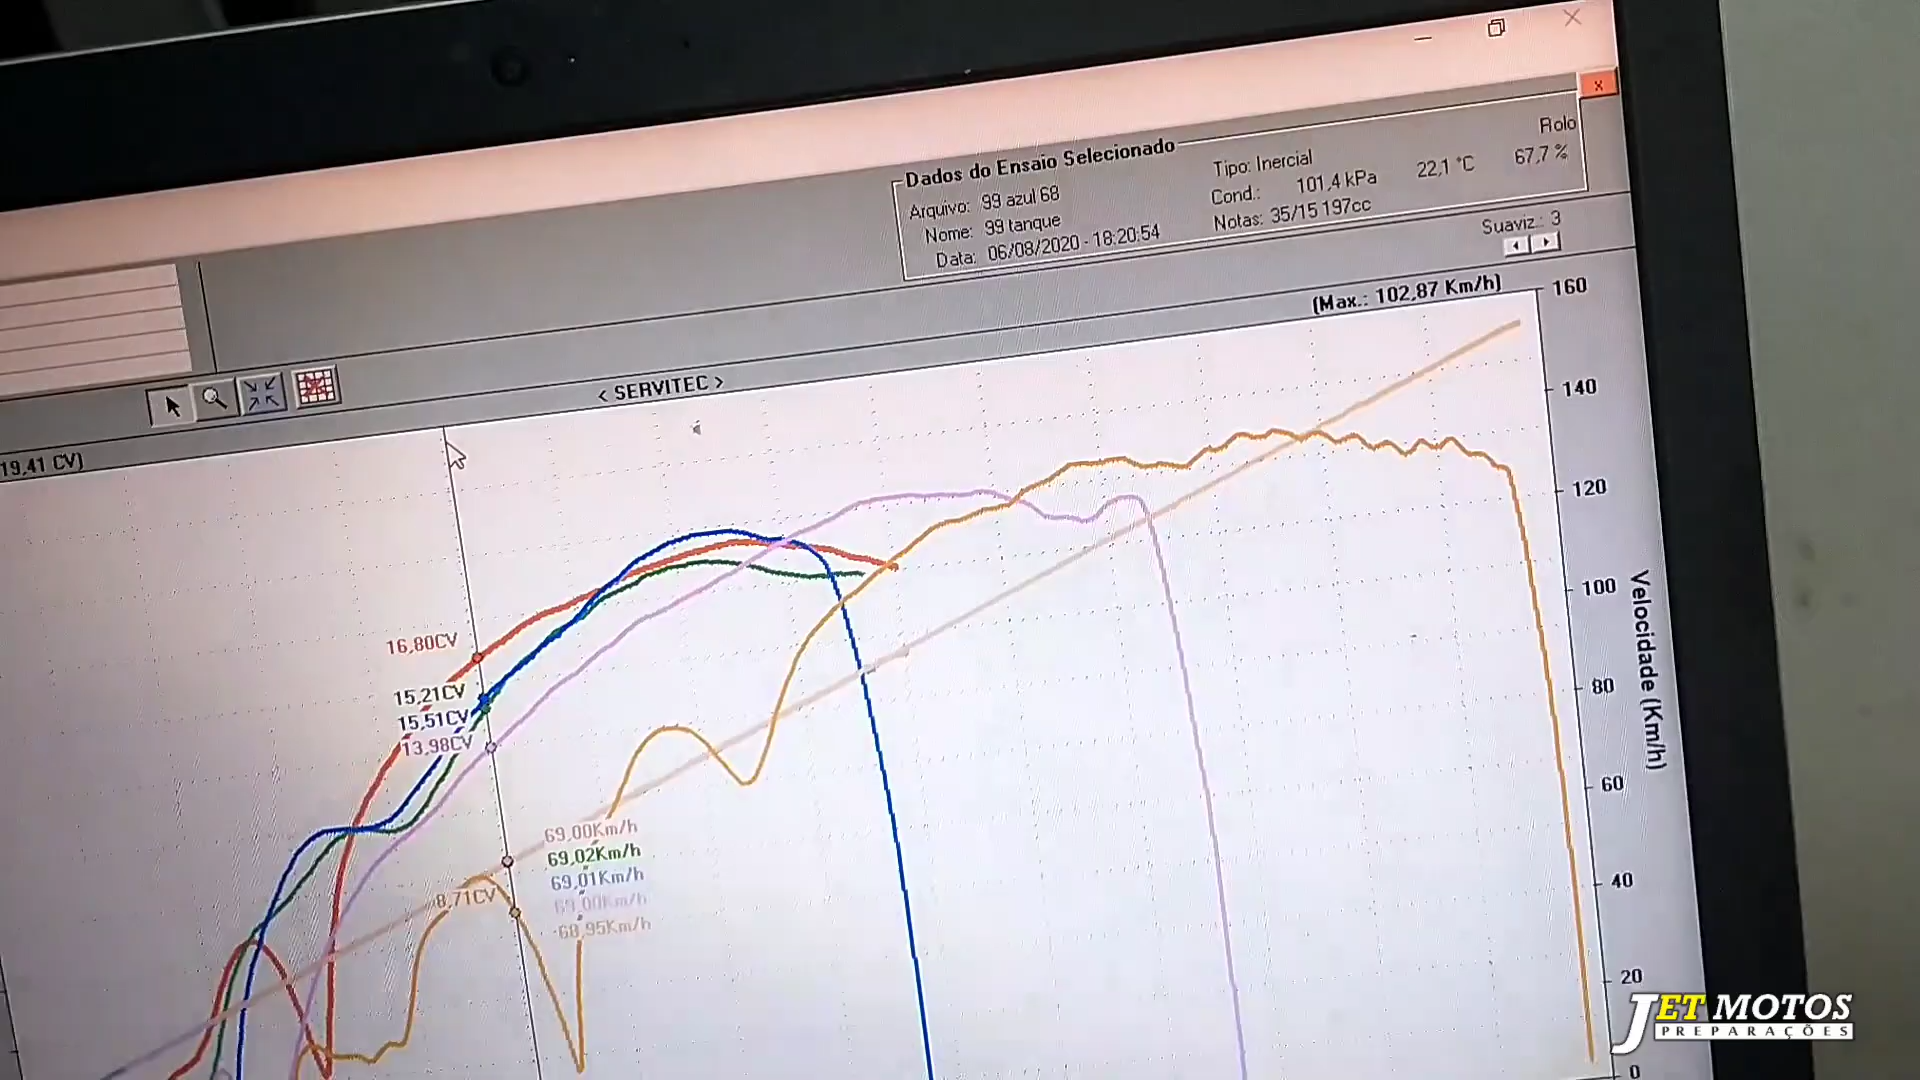 x
Dados do Ensaio Selecionado
Arquivo: 99 azul 68
Nome: 99 tanque
Data: 06/08/2020 - 18:20:54
Tipo: Inercial
Cond.: 101,4 kPa 22,1 °C 67,7 %
Notas: 35/15 197cc
Rolo
Suaviz.: 3
(Max.: 102,87 Km/h)
< SERVITEC >
19,41 CV)
160
140
120
100
80
60
40
20
0
Velocidade (Km/h)
16,80CV
15,21CV
15,51CV
13,98CV
8,71CV
69,00Km/h
69,02Km/h
69,01Km/h
69,00Km/h
68,95Km/h
JET MOTOS
PREPARAÇÕES